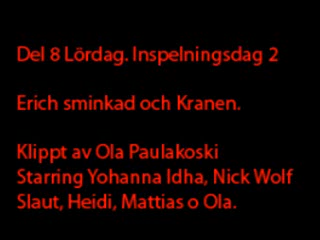 Del 8 Lördag. Inspelningsdag 2
Erich sminkad och Kranen.
Klippt av Ola Paulakoski
Starring Yohanna Idha, Nick Wolf
Slaut, Heidi, Mattias o Ola.